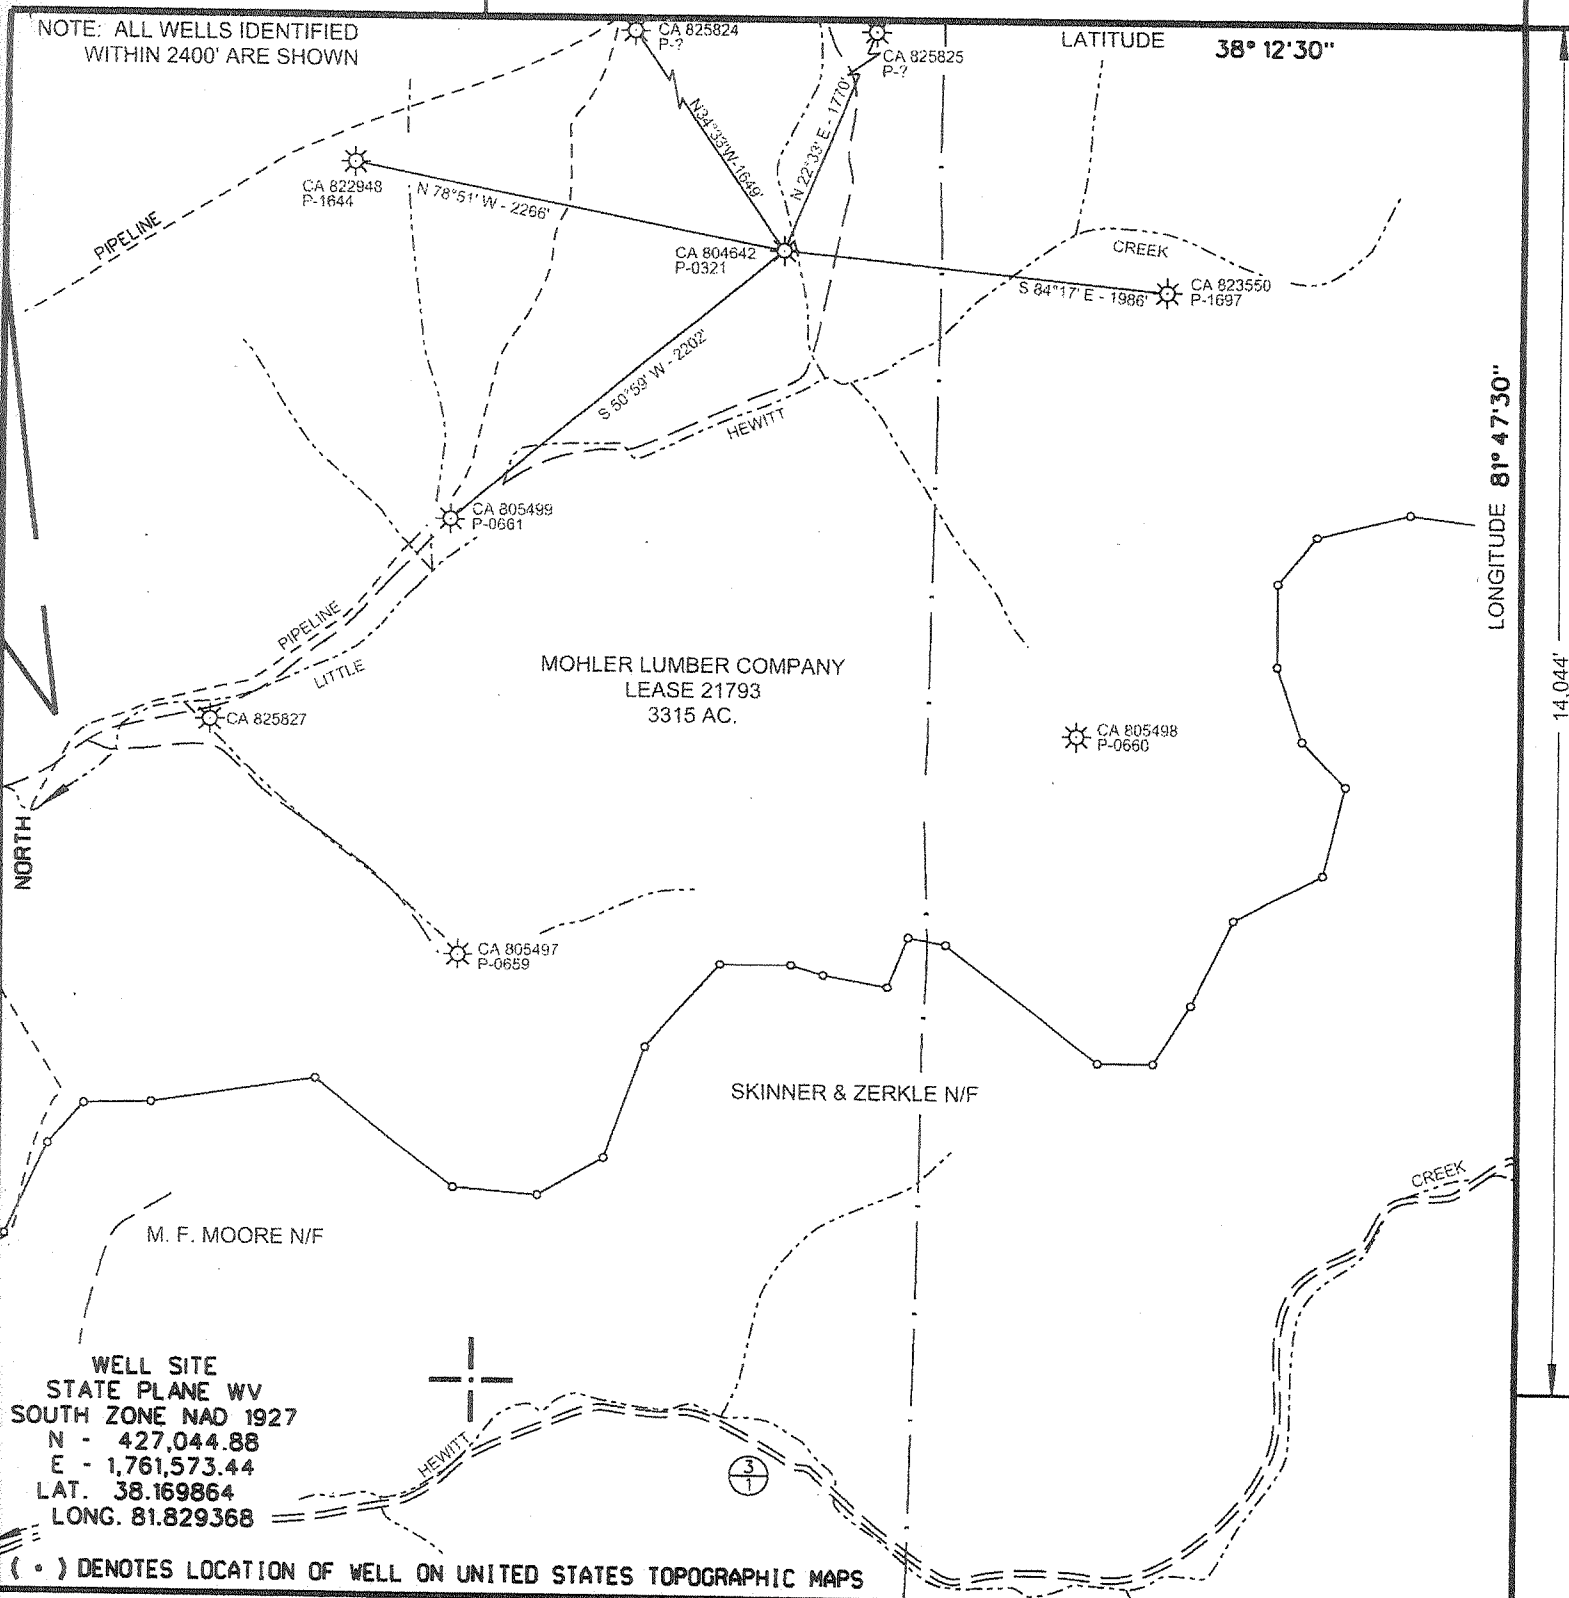 NOTE: ALL WELLS IDENTIFIED
WITHIN 2400' ARE SHOWN
CA 825824
P-?
CA 825825
P-?
LATITUDE 38° 12'30"
N34°33'W-1649'
N 22°33' E - 1770'
CA 822948
P-1644
N 78°51' W - 2266'
PIPELINE
CA 804642
P-0321
CREEK
S 84°17' E - 1986'
CA 823550
P-1697
S 50°59' W - 2202'
HEWITT
LONGITUDE 81° 47'30"
CA 805499
P-0661
PIPELINE
LITTLE
MOHLER LUMBER COMPANY
LEASE 21793
3315 AC.
14,044'
CA 825827
CA 805498
P-0660
NORTH
CA 805497
P-0659
SKINNER & ZERKLE N/F
CREEK
M. F. MOORE N/F
WELL SITE
STATE PLANE WV
SOUTH ZONE NAD 1927
N - 427,044.88
E - 1,761,573.44
LAT. 38.169864
LONG. 81.829368
HEWITT
3
1
( • ) DENOTES LOCATION OF WELL ON UNITED STATES TOPOGRAPHIC MAPS